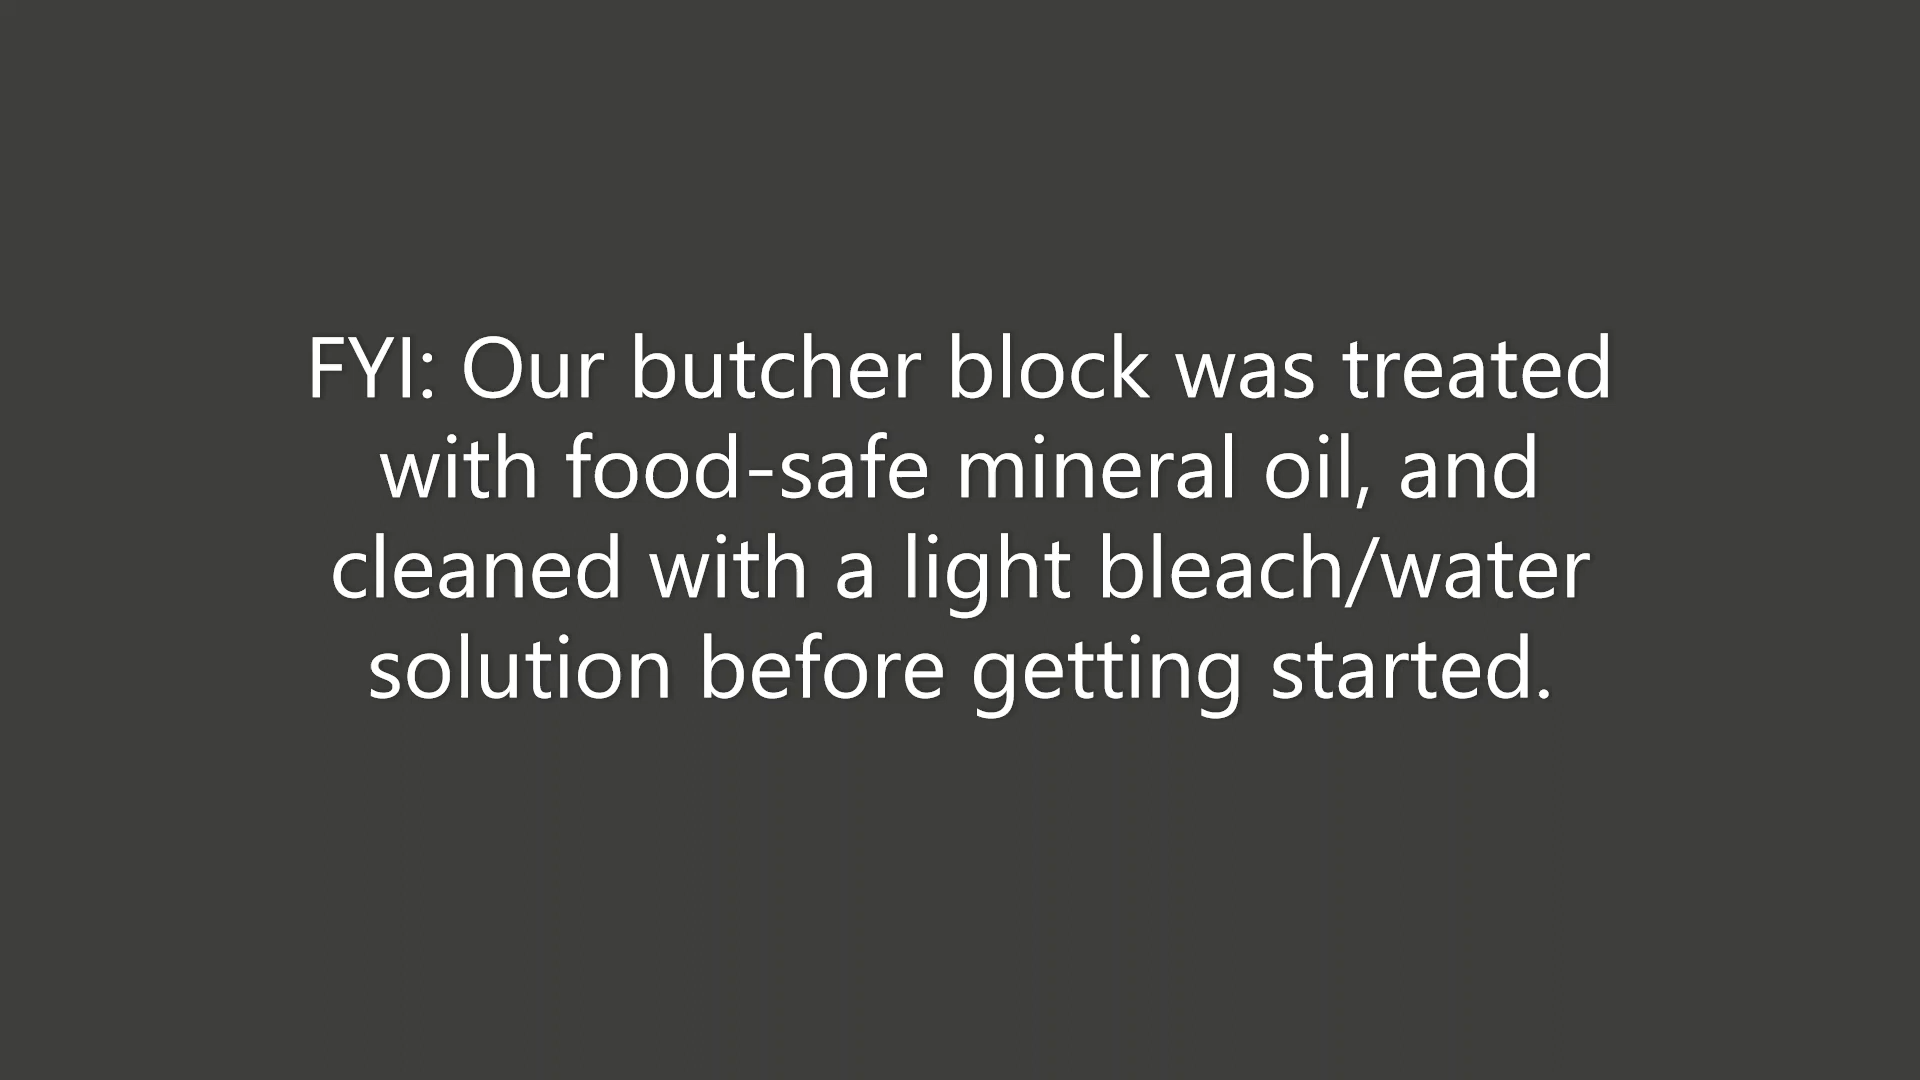 FYI: Our butcher block was treated
with food-safe mineral oil, and
cleaned with a light bleach/water
solution before getting started.